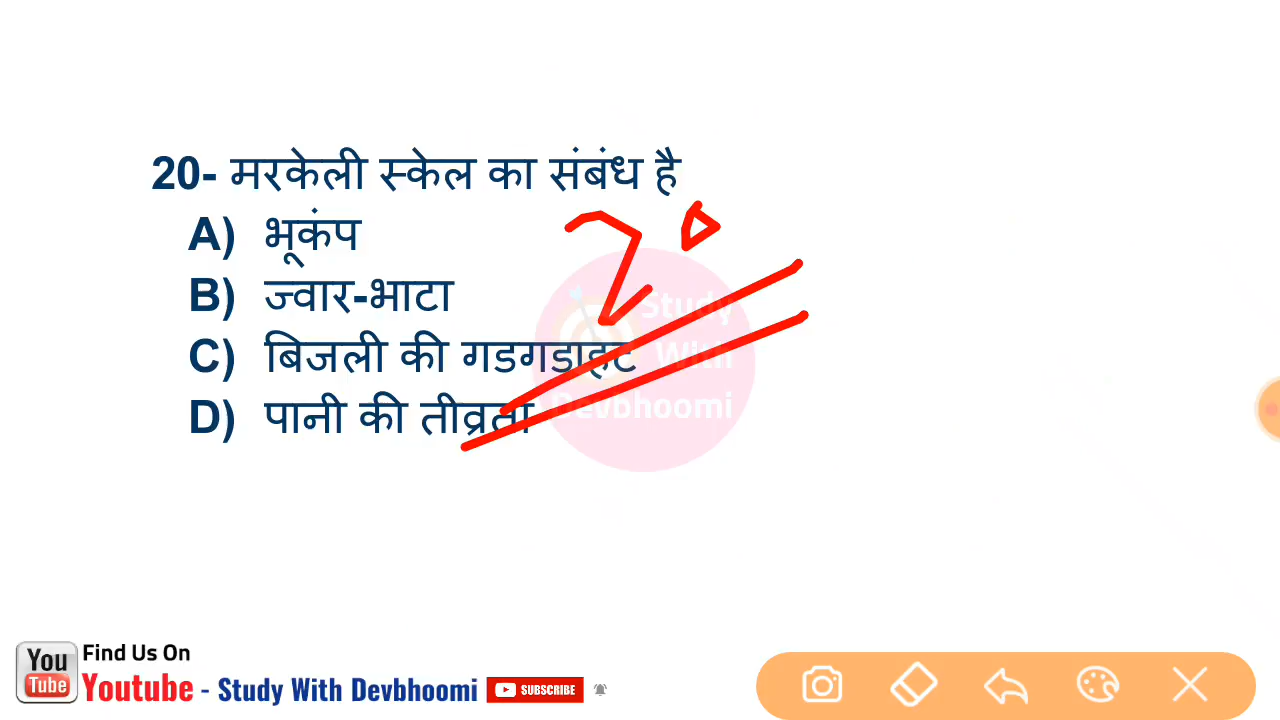 20- मरकेली स्केल का संबंध है
A) भूकंप
B) ज्वार-भाटा
C) बिजली की गडगडाहट
D) पानी की तीव्रता
20
Study
With
Devbhoomi
You
Tube
Find Us On
Youtube - Study With Devbhoomi
SUBSCRIBE